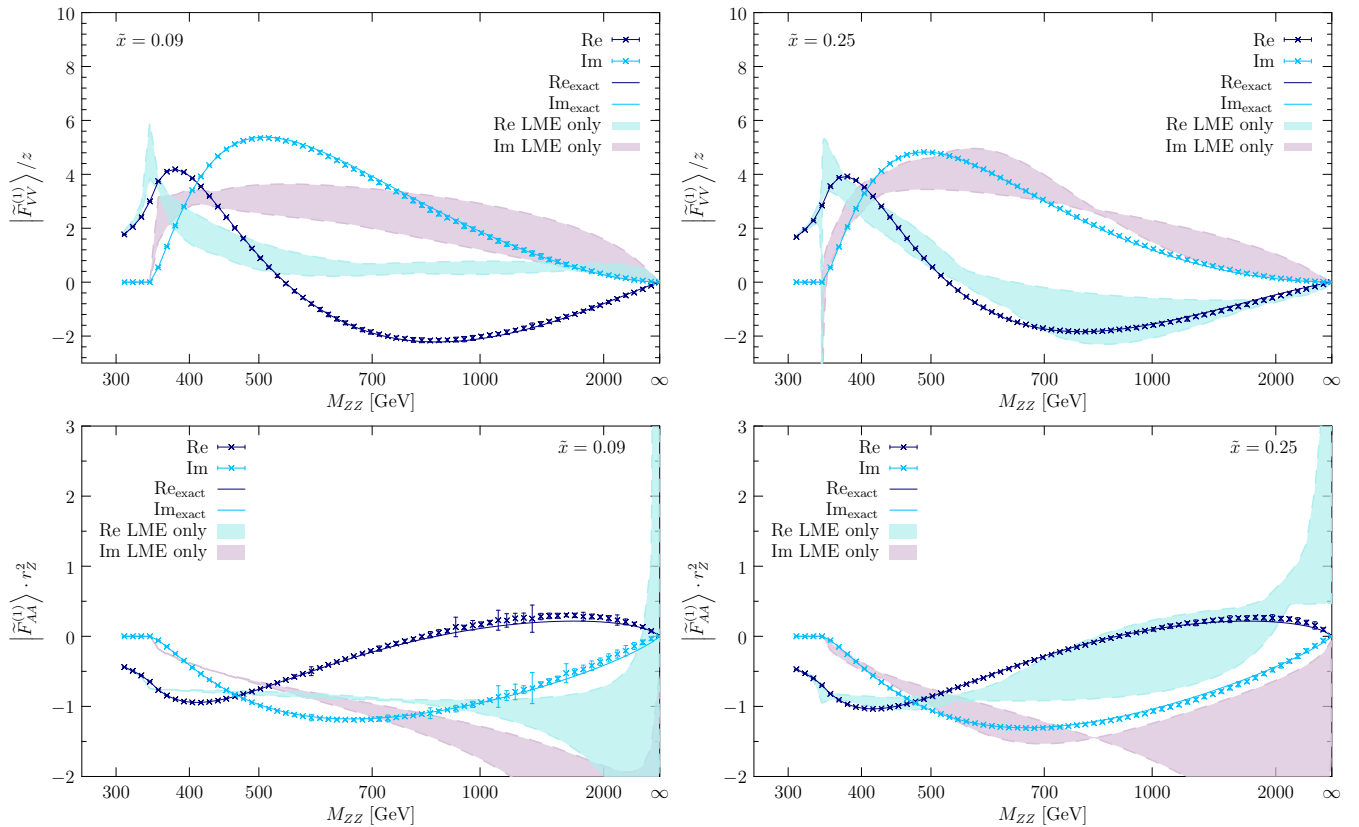 10
8
6
4
2
0
−2
|F̃_VV^(1)⟩/z
x̃ = 0.09
Re
Im
Re_exact
Im_exact
Re LME only
Im LME only
300 400 500 700 1000 2000 ∞
M_ZZ [GeV]
10
8
6
4
2
0
−2
|F̃_VV^(1)⟩/z
x̃ = 0.25
Re
Im
Re_exact
Im_exact
Re LME only
Im LME only
300 400 500 700 1000 2000 ∞
M_ZZ [GeV]
3
2
1
0
−1
−2
|F̃_AA^(1)⟩ · r_Z^2
Re
Im
Re_exact
Im_exact
Re LME only
Im LME only
x̃ = 0.09
300 400 500 700 1000 2000 ∞
M_ZZ [GeV]
3
2
1
0
−1
−2
|F̃_AA^(1)⟩ · r_Z^2
Re
Im
Re_exact
Im_exact
Re LME only
Im LME only
x̃ = 0.25
300 400 500 700 1000 2000 ∞
M_ZZ [GeV]